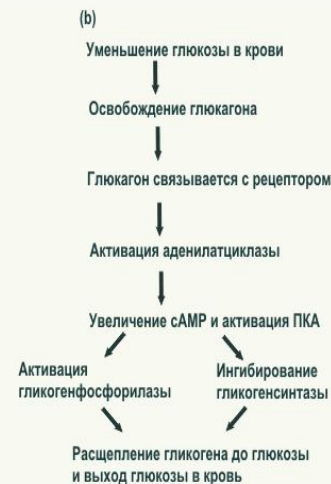 (b)
Уменьшение глюкозы в крови
Освобождение глюкагона
Глюкагон связывается с рецептором
Активация аденилатциклазы
Увеличение cAMP и активация ПКА
Активация
гликогенфосфорилазы
Ингибирование
гликогенсинтазы
Расщепление гликогена до глюкозы
и выход глюкозы в кровь